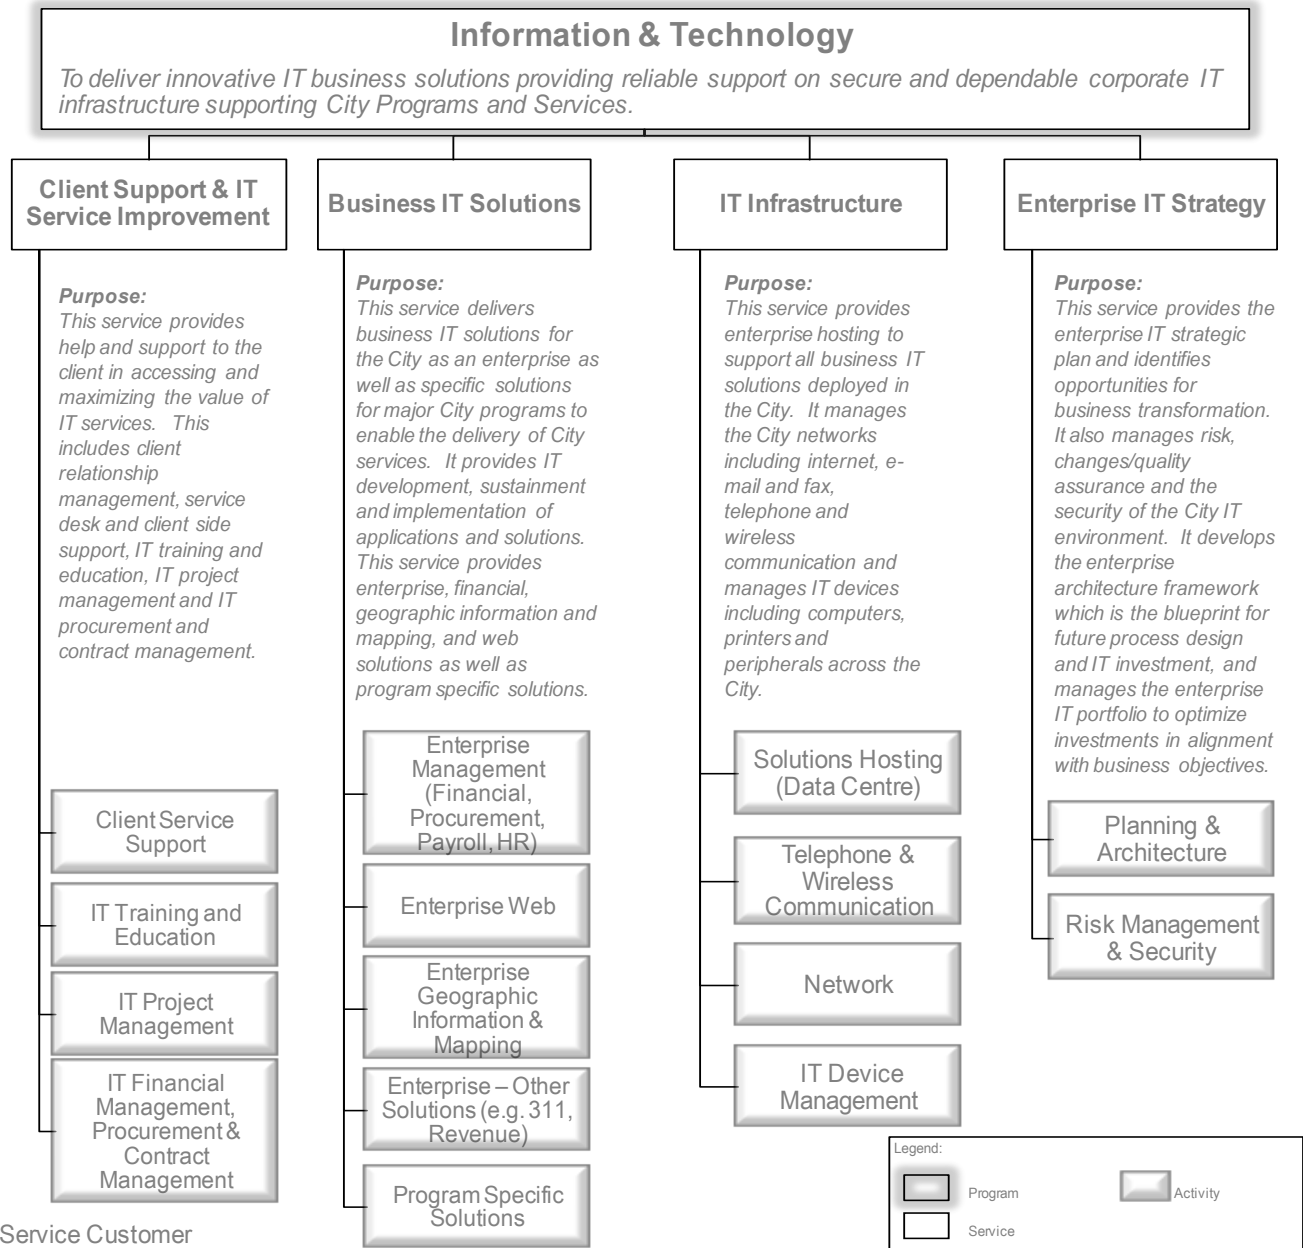 Information & Technology
To deliver innovative IT business solutions providing reliable support on secure and dependable corporate IT
infrastructure supporting City Programs and Services.
Client Support & IT
Service Improvement
Purpose:
This service provides
help and support to the
client in accessing and
maximizing the value of
IT services. This
includes client
relationship
management, service
desk and client side
support, IT training and
education, IT project
management and IT
procurement and
contract management.
Client Service
Support
IT Training and
Education
IT Project
Management
IT Financial
Management,
Procurement &
Contract
Management
Business IT Solutions
Purpose:
This service delivers
business IT solutions for
the City as an enterprise as
well as specific solutions
for major City programs to
enable the delivery of City
services. It provides IT
development, sustainment
and implementation of
applications and solutions.
This service provides
enterprise, financial,
geographic information and
mapping, and web
solutions as well as
program specific solutions.
Enterprise
Management
(Financial,
Procurement,
Payroll, HR)
Enterprise Web
Enterprise
Geographic
Information &
Mapping
Enterprise – Other
Solutions (e.g. 311,
Revenue)
Program Specific
Solutions
IT Infrastructure
Purpose:
This service provides
enterprise hosting to
support all business IT
solutions deployed in
the City. It manages
the City networks
including internet, e-
mail and fax,
telephone and
wireless
communication and
manages IT devices
including computers,
printers and
peripherals across the
City.
Solutions Hosting
(Data Centre)
Telephone &
Wireless
Communication
Network
IT Device
Management
Enterprise IT Strategy
Purpose:
This service provides the
enterprise IT strategic
plan and identifies
opportunities for
business transformation.
It also manages risk,
changes/quality
assurance and the
security of the City IT
environment. It develops
the enterprise
architecture framework
which is the blueprint for
future process design
and IT investment, and
manages the enterprise
IT portfolio to optimize
investments in alignment
with business objectives.
Planning &
Architecture
Risk Management
& Security
Legend:
Program
Activity
Service
Service Customer